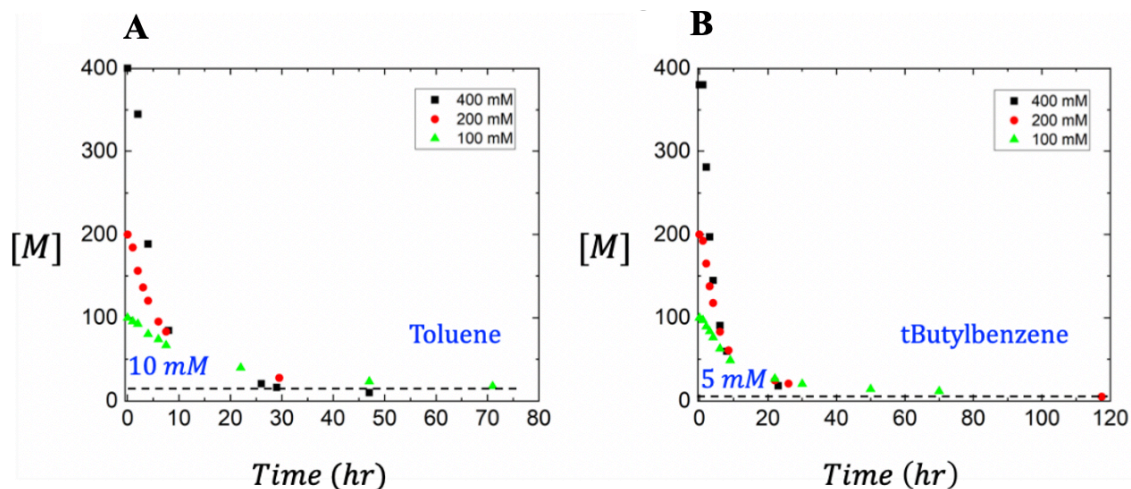 A
400
300
200
100
0
[M]
400 mM
200 mM
100 mM
Toluene
10 mM
0 10 20 30 40 50 60 70 80
Time (hr)
B
400
300
200
100
0
[M]
400 mM
200 mM
100 mM
tButylbenzene
5 mM
0 20 40 60 80 100 120
Time (hr)